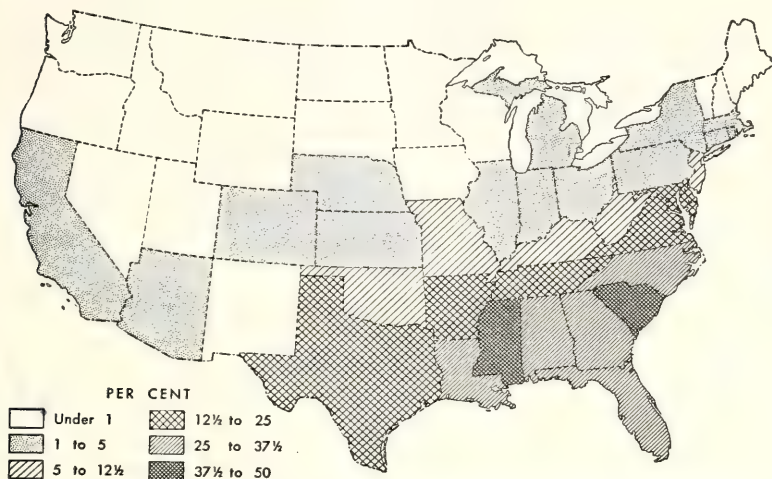 PER CENT
Under 1
1 to 5
5 to 12½
12½ to 25
25 to 37½
37½ to 50